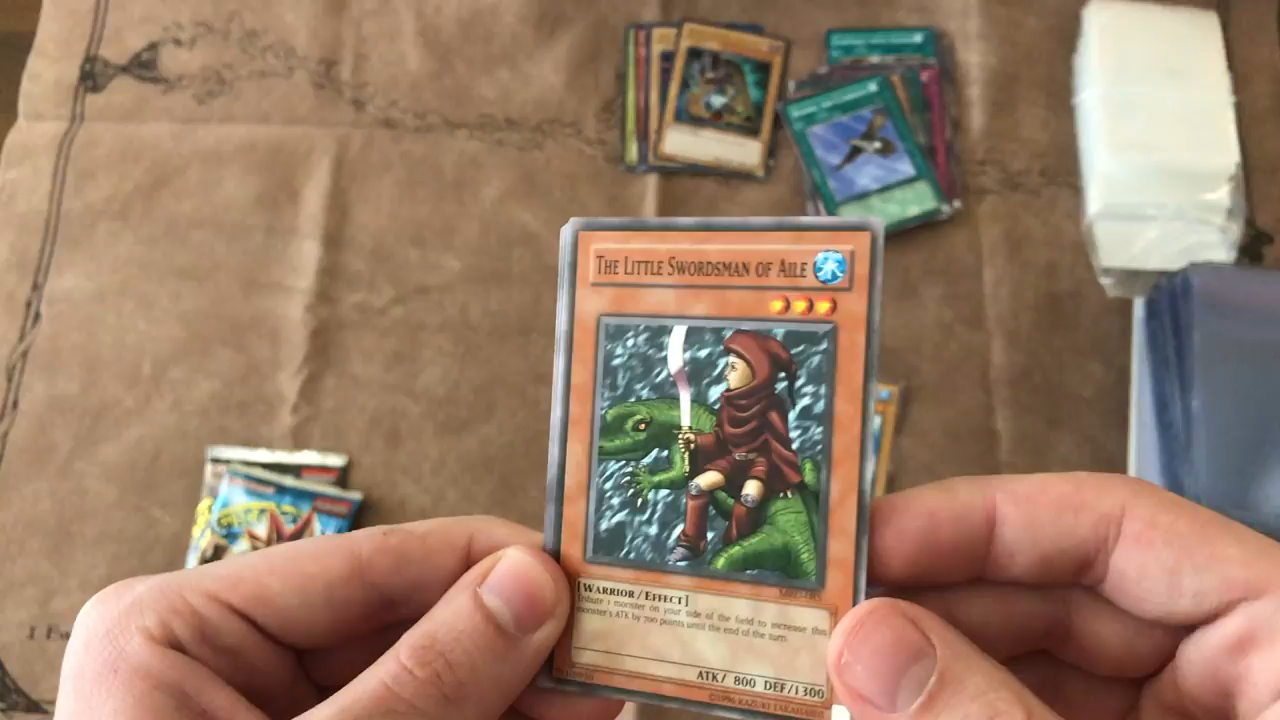 THE LITTLE SWORDSMAN OF AILE
水
[WARRIOR/EFFECT]
Tribute 1 monster on your side of the field to increase this
monster's ATK by 700 points until the end of the turn.
ATK/ 800 DEF/1300
©1996 KAZUKI TAKAHASHI